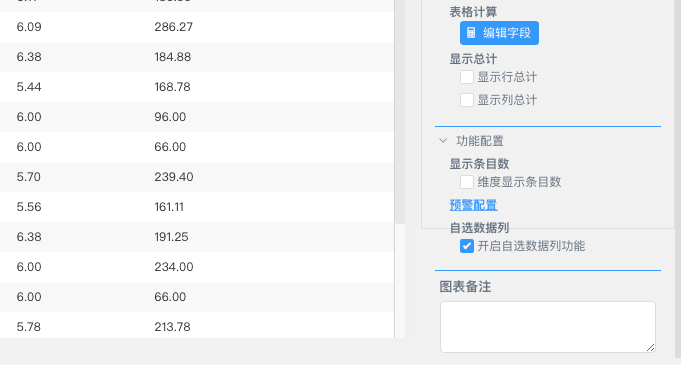 6.09 286.27
6.38 184.88
5.44 168.78
6.00 96.00
6.00 66.00
5.70 239.40
5.56 161.11
6.38 191.25
6.00 234.00
6.00 66.00
5.78 213.78
表格计算
编辑字段
显示总计
显示行总计
显示列总计
功能配置
显示条目数
维度显示条目数
预警配置
自选数据列
开启自选数据列功能
图表备注